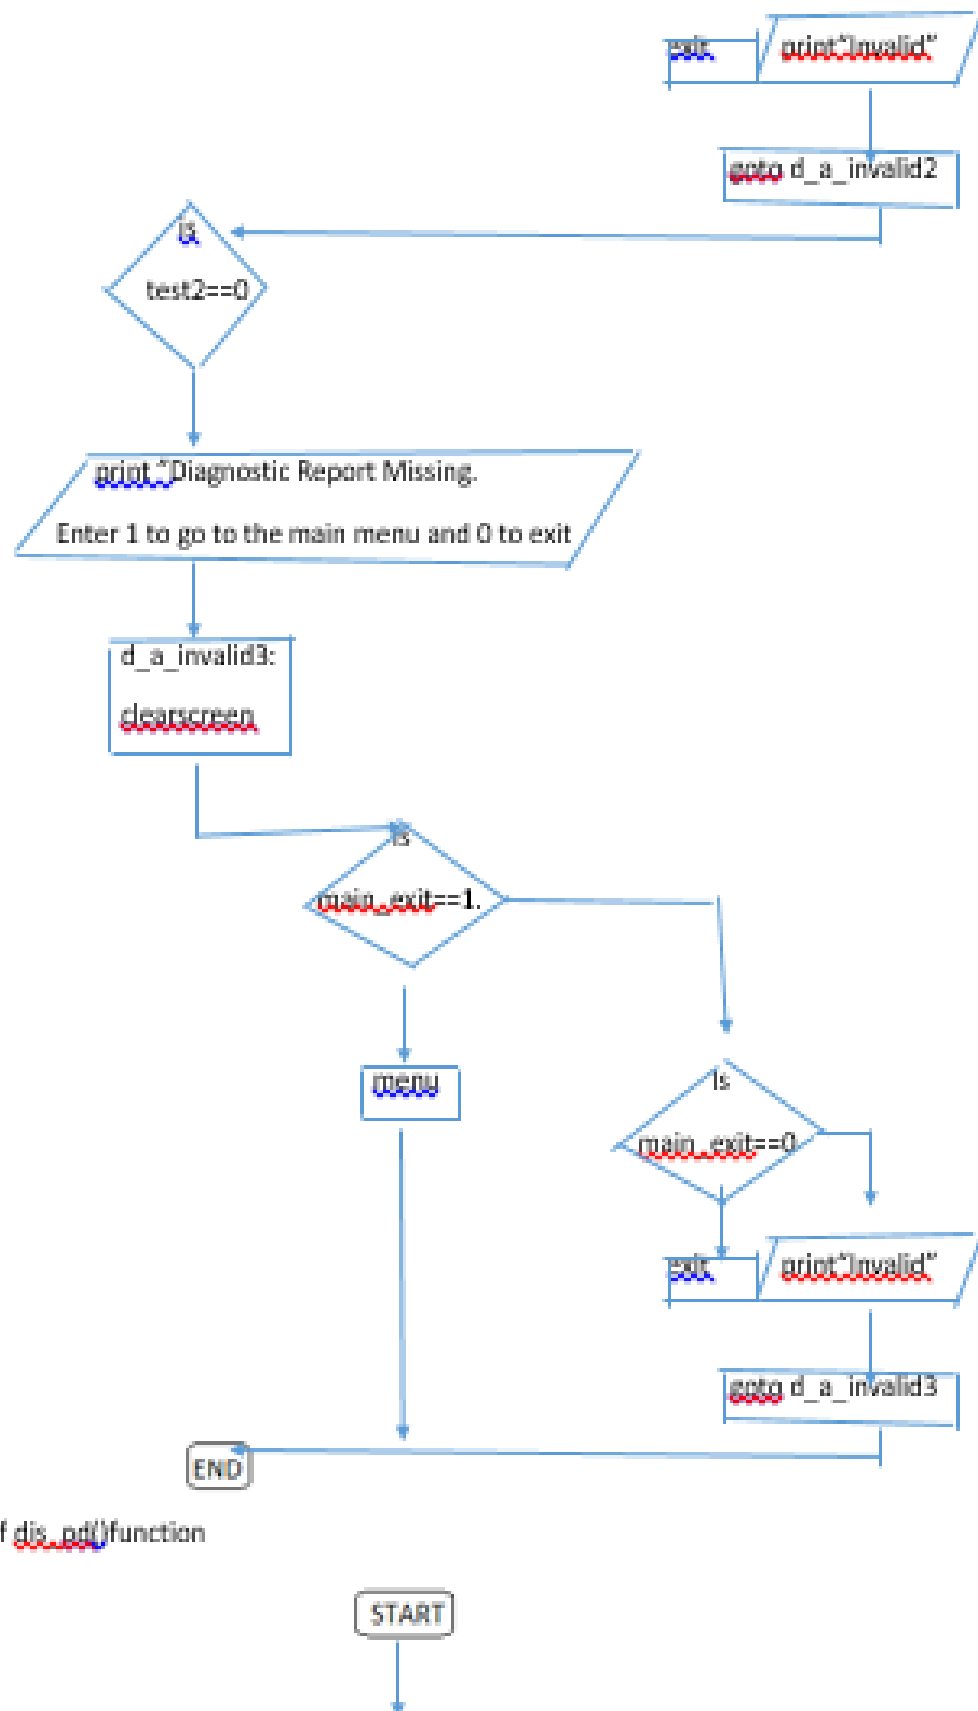 exit
print"Invalid"
goto d_a_invalid2
is
test2==0
print "Diagnostic Report Missing.
Enter 1 to go to the main menu and 0 to exit
d_a_invalid3:
clearscreen
Is
main_exit==1.
menu
Is
main_exit==0
exit
print"Invalid"
goto d_a_invalid3
END
f dis_pd()function
START